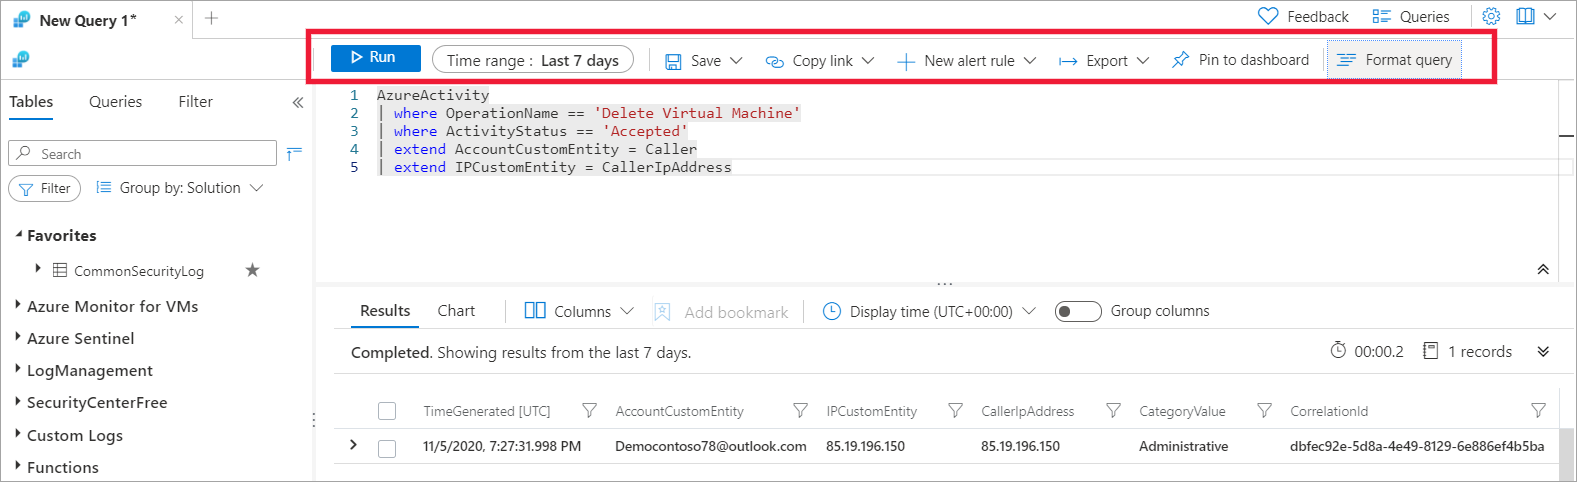 New Query 1*
Feedback
Queries
Run
Time range : Last 7 days
Save
Copy link
New alert rule
Export
Pin to dashboard
Format query
Tables
Queries
Filter
Search
Filter
Group by: Solution
Favorites
CommonSecurityLog
Azure Monitor for VMs
Azure Sentinel
LogManagement
SecurityCenterFree
Custom Logs
Functions
1 AzureActivity
2 | where OperationName == 'Delete Virtual Machine'
3 | where ActivityStatus == 'Accepted'
4 | extend AccountCustomEntity = Caller
5 | extend IPCustomEntity = CallerIpAddress
Results
Chart
Columns
Add bookmark
Display time (UTC+00:00)
Group columns
Completed. Showing results from the last 7 days.
00:00.2
1 records
TimeGenerated [UTC] AccountCustomEntity IPCustomEntity CallerIpAddress CategoryValue CorrelationId
11/5/2020, 7:27:31.998 PM Democontoso78@outlook.com 85.19.196.150 85.19.196.150 Administrative dbfec92e-5d8a-4e49-8129-6e886ef4b5ba